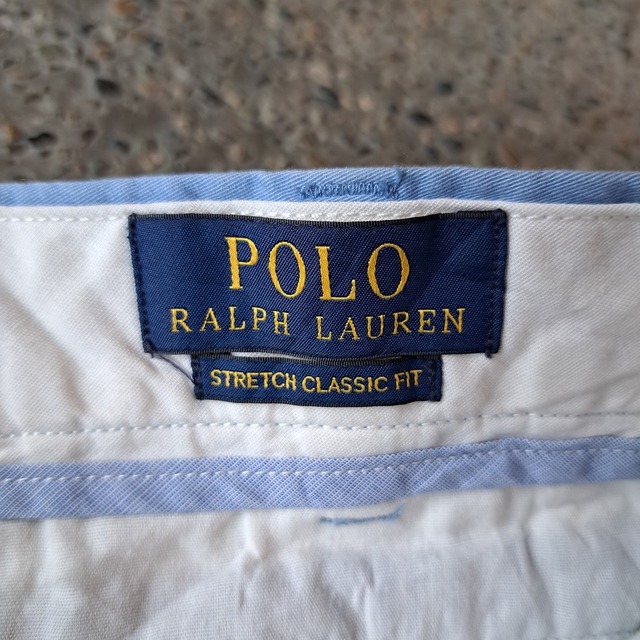 POLO
RALPH LAUREN
STRETCH CLASSIC FIT